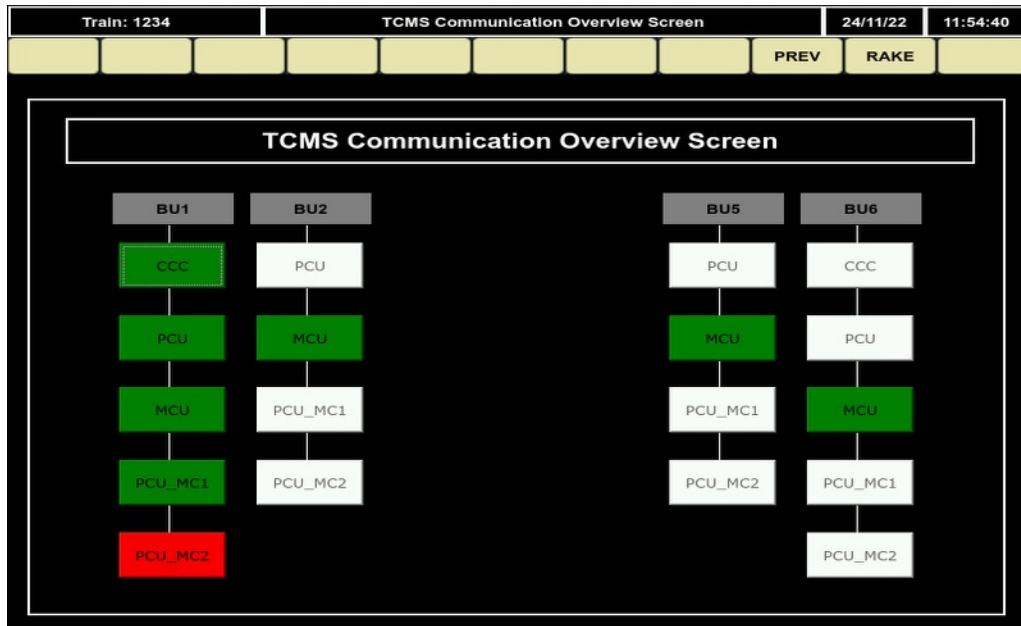 Train: 1234 TCMS Communication Overview Screen 24/11/22 11:54:40
PREV RAKE
TCMS Communication Overview Screen
BU1 BU2 BU5 BU6
CCC PCU PCU CCC
PCU MCU MCU PCU
MCU PCU_MC1 PCU_MC1 MCU
PCU_MC1 PCU_MC2 PCU_MC2 PCU_MC1
PCU_MC2 PCU_MC2